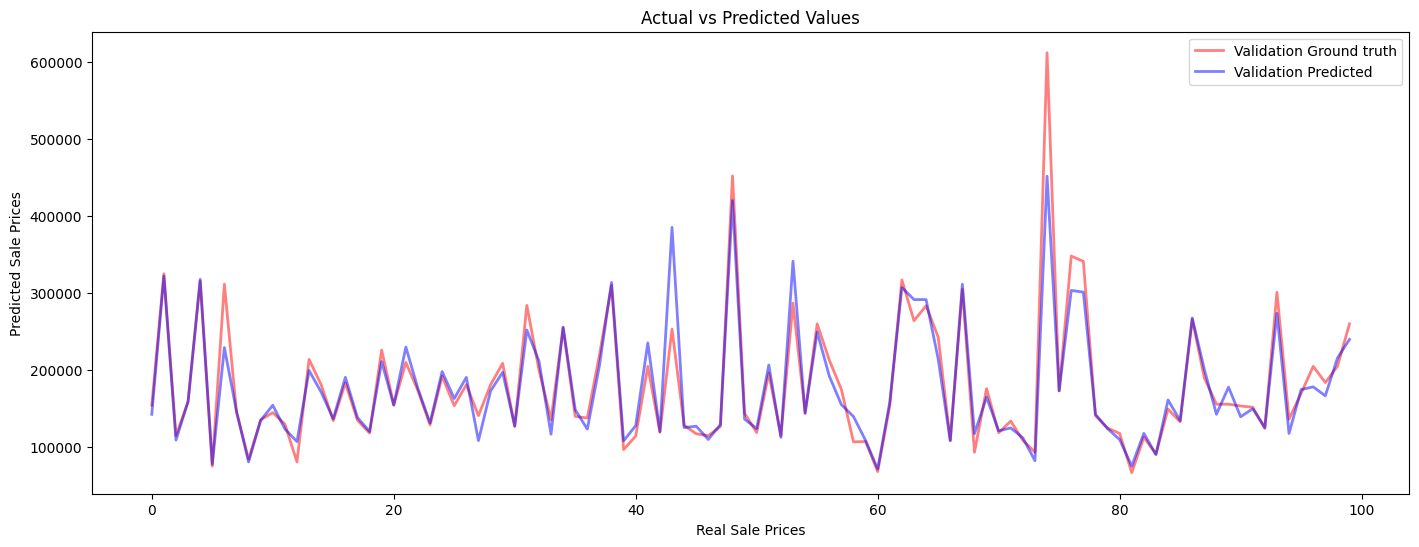 Actual vs Predicted Values
Validation Ground truth
Validation Predicted
600000
500000
400000
300000
200000
100000
Predicted Sale Prices
0
20
40
60
80
100
Real Sale Prices